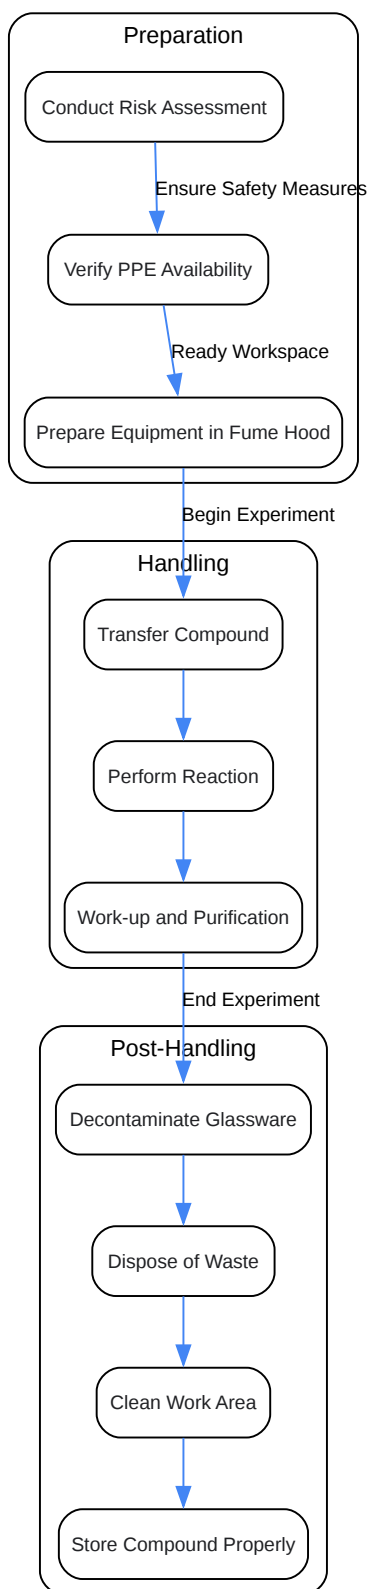 Preparation
Conduct Risk Assessment
Ensure Safety Measures
Verify PPE Availability
Ready Workspace
Prepare Equipment in Fume Hood
Begin Experiment
Handling
Transfer Compound
Perform Reaction
Work-up and Purification
End Experiment
Post-Handling
Decontaminate Glassware
Dispose of Waste
Clean Work Area
Store Compound Properly